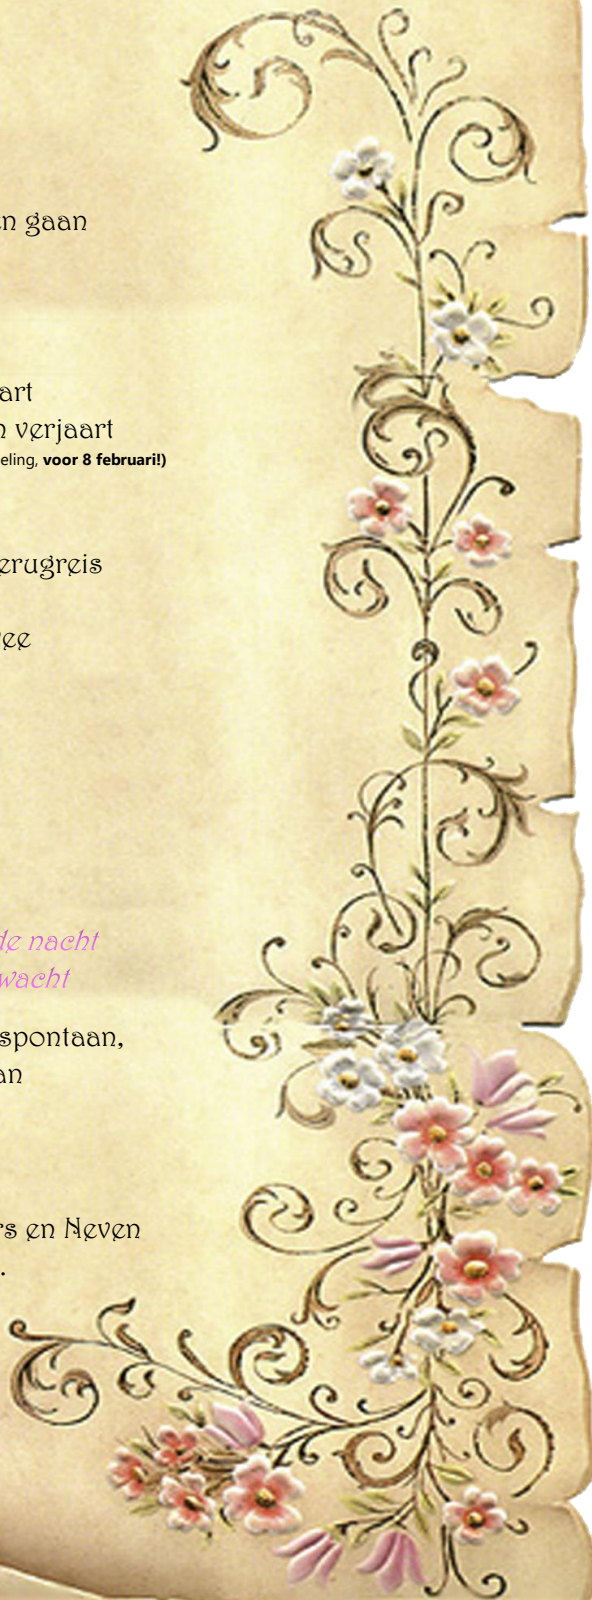 n gaan
art
n verjaart
eling, voor 8 februari!)
erugreis
ee
de nacht
wacht
spontaan,
an
rs en Neven
.